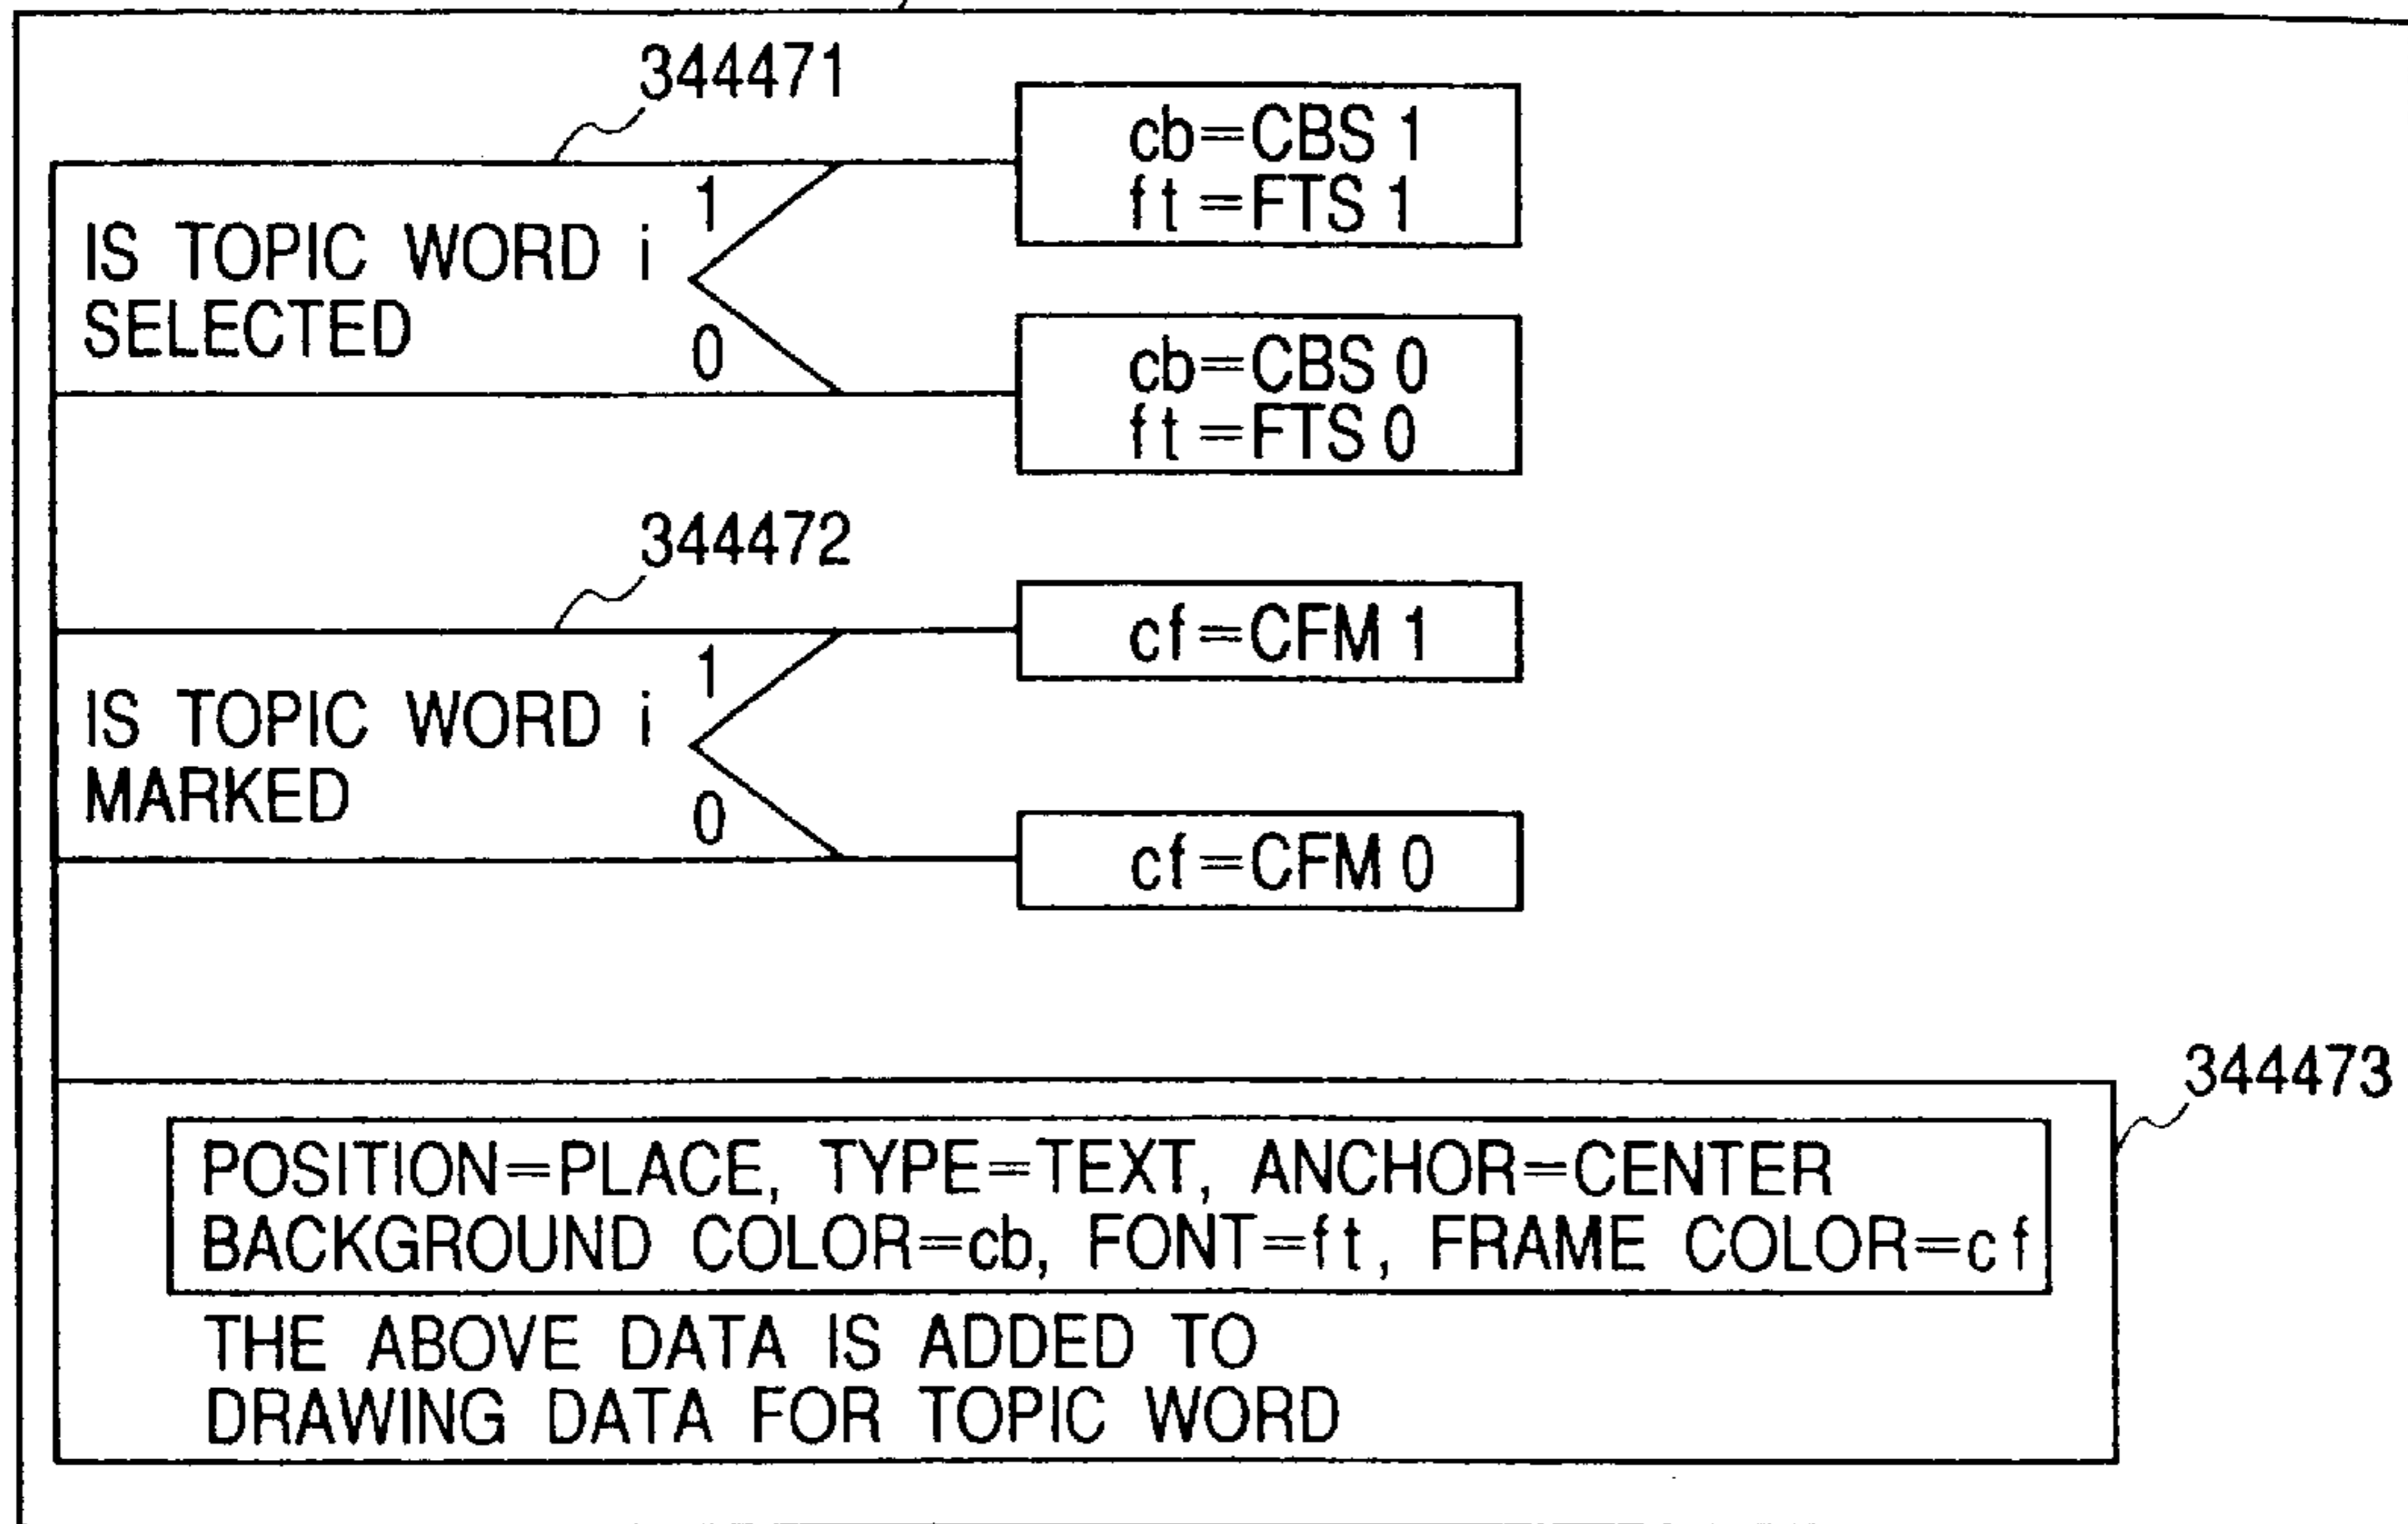 344471
cb=CBS 1
ft=FTS 1
1
IS TOPIC WORD i
SELECTED
0
cb=CBS 0
ft=FTS 0
344472
cf=CFM 1
1
IS TOPIC WORD i
MARKED
0
cf=CFM 0
344473
POSITION=PLACE, TYPE=TEXT, ANCHOR=CENTER
BACKGROUND COLOR=cb, FONT=ft, FRAME COLOR=cf
THE ABOVE DATA IS ADDED TO
DRAWING DATA FOR TOPIC WORD